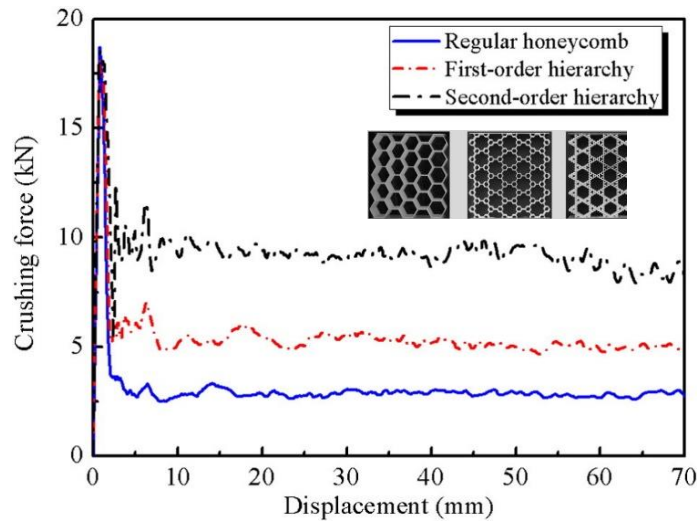 20
15
10
5
0
Crushing force (kN)
Regular honeycomb
First-order hierarchy
Second-order hierarchy
0 10 20 30 40 50 60 70
Displacement (mm)